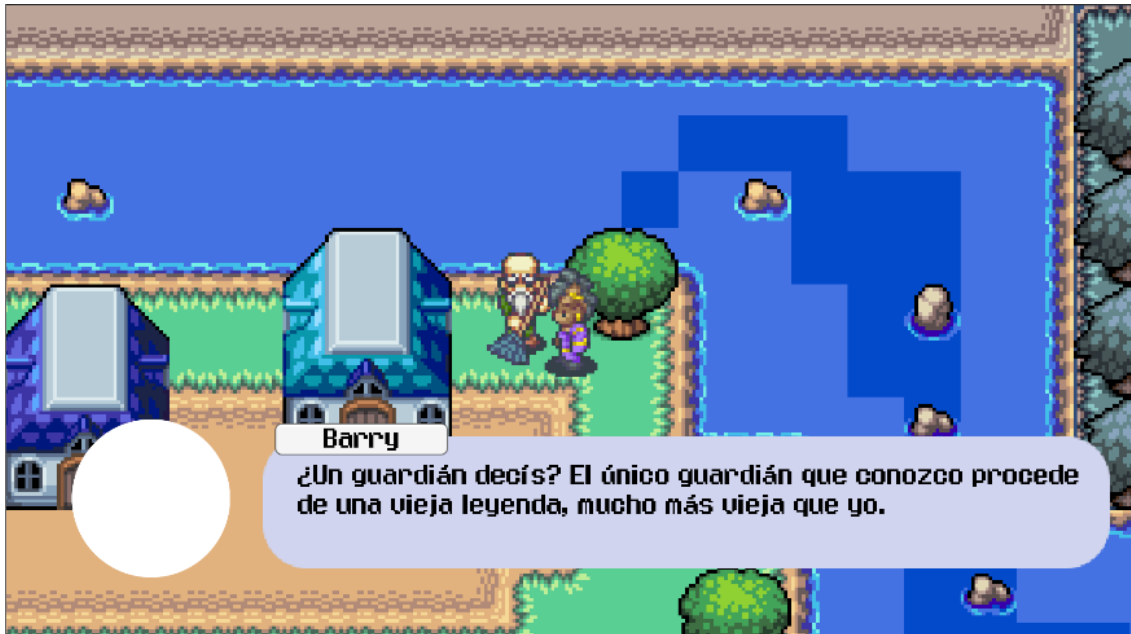 Barry
¿Un guardián decís? El único guardián que conozco procede
de una vieja leyenda, mucho más vieja que yo.